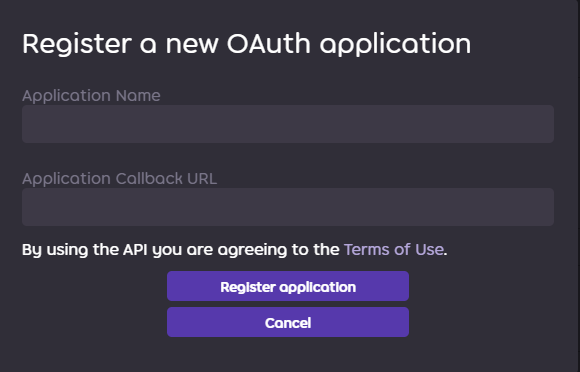 Register a new OAuth application
Application Name
Application Callback URL
By using the API you are agreeing to the Terms of Use.
Register application
Cancel